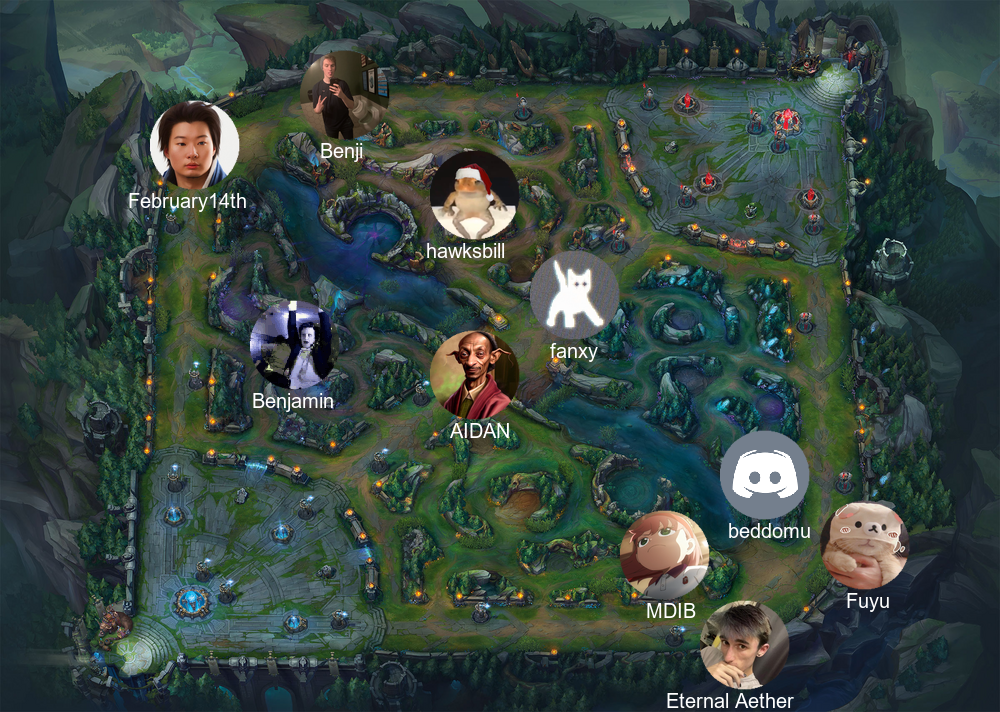 Benji
February14th
hawksbill
fanxy
Benjamin
AIDAN
beddomu
Fuyu
MDIB
Eternal Aether